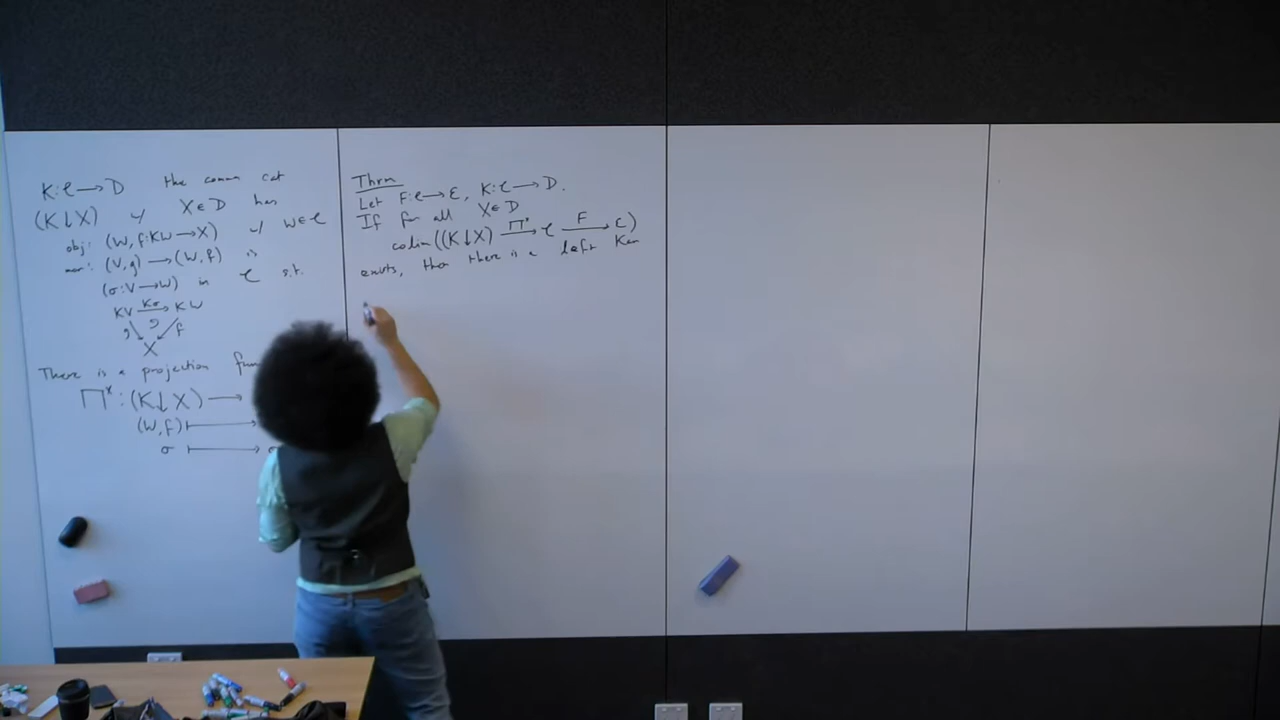 K: C → D the comma cat
(K ↓ X) w/ X ∈ D has
obj: (W, f: KW → X) w/ W ∈ C
mor: (V, g) → (W, f) is
(σ: V → W) in C s.t.
KV —Kσ→ KW
g f
X
There is a projection
Π^X : (K ↓ X) →
(W, f) ↦
σ ↦
Thm
Let F: C → E, K: C → D.
If for all X ∈ D
colim((K ↓ X) —Π^X→ C —F→ E)
exists, then there is a left Kan